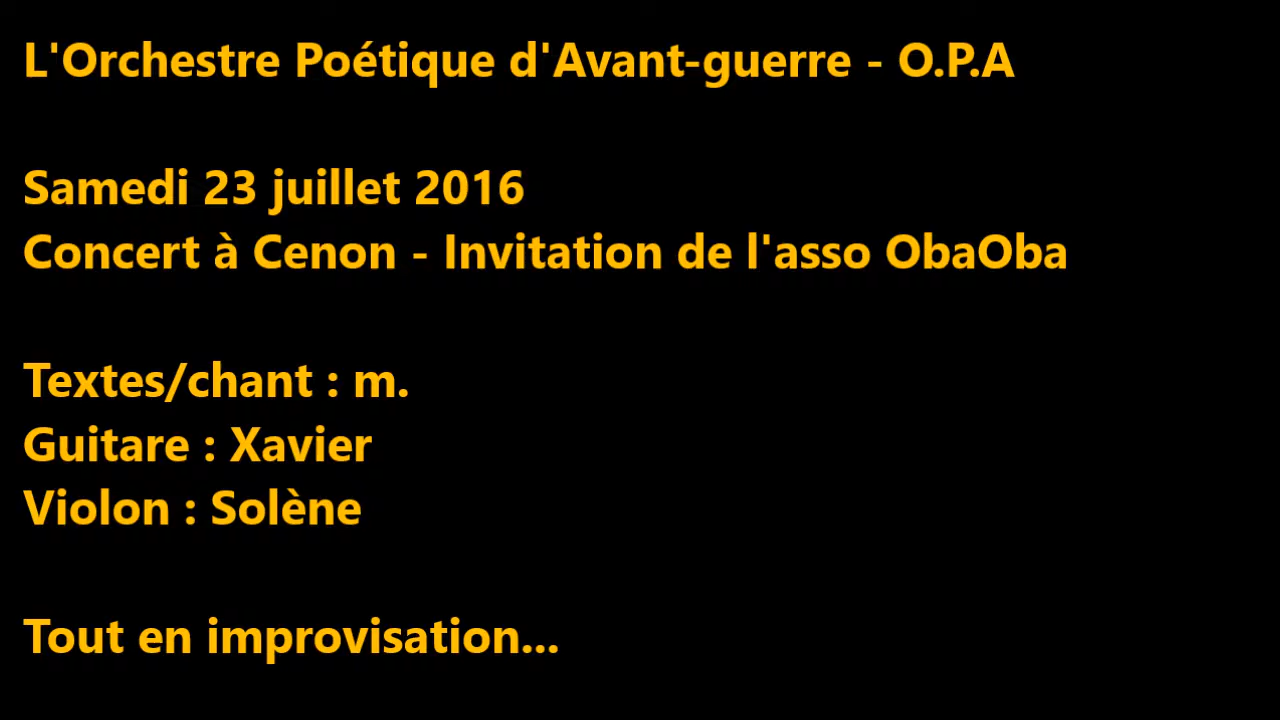 L'Orchestre Poétique d'Avant-guerre - O.P.A
Samedi 23 juillet 2016
Concert à Cenon - Invitation de l'asso ObaOba
Textes/chant : m.
Guitare : Xavier
Violon : Solène
Tout en improvisation...